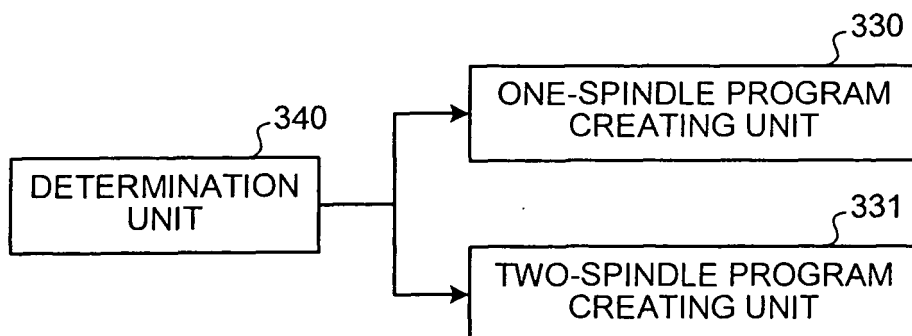 330
ONE-SPINDLE PROGRAM
CREATING UNIT
340
DETERMINATION
UNIT
331
TWO-SPINDLE PROGRAM
CREATING UNIT